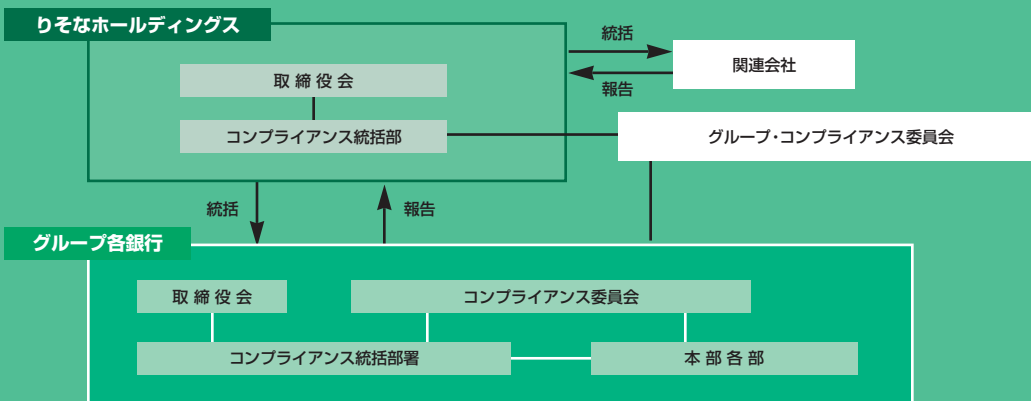 りそなホールディングス
統括
関連会社
報告
取締役会
コンプライアンス統括部
グループ・コンプライアンス委員会
統括
報告
グループ各銀行
取締役会
コンプライアンス委員会
コンプライアンス統括部署
本部各部